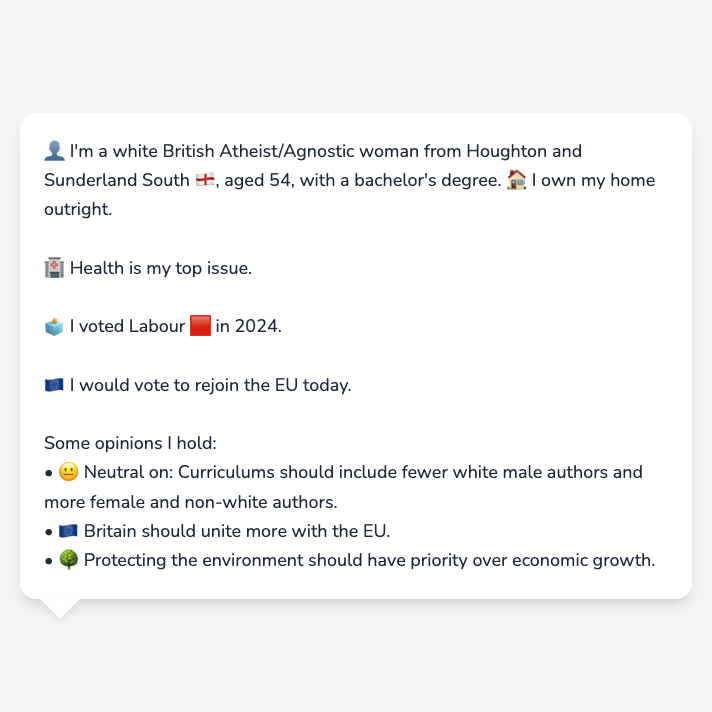 👤 I'm a white British Atheist/Agnostic woman from Houghton and
Sunderland South 🏴󠁧󠁢󠁥󠁮󠁧󠁿, aged 54, with a bachelor's degree. 🏠 I own my home
outright.
🏥 Health is my top issue.
🗳️ I voted Labour 🟥 in 2024.
🇪🇺 I would vote to rejoin the EU today.
Some opinions I hold:
• 😐 Neutral on: Curriculums should include fewer white male authors and
more female and non-white authors.
• 🇪🇺 Britain should unite more with the EU.
• 🌳 Protecting the environment should have priority over economic growth.